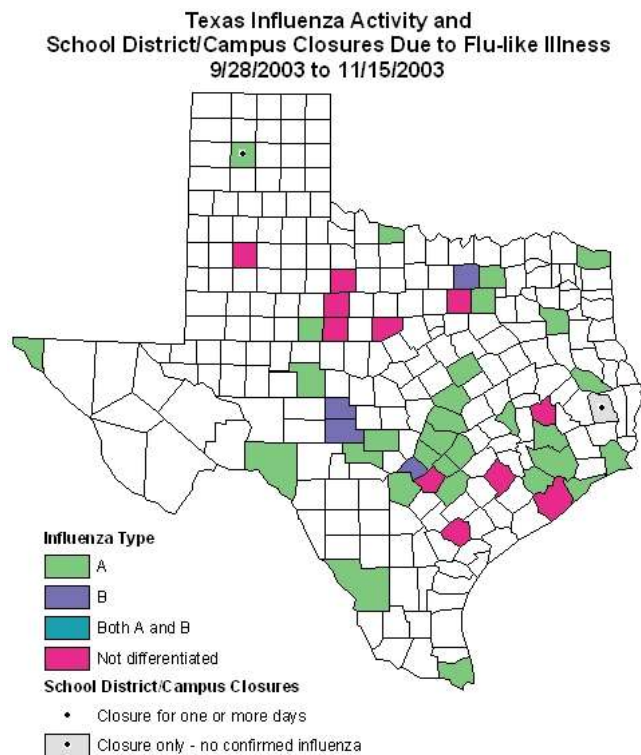 Texas Influenza Activity and
School District/Campus Closures Due to Flu-like Illness
9/28/2003 to 11/15/2003
Influenza Type
A
B
Both A and B
Not differentiated
School District/Campus Closures
Closure for one or more days
Closure only - no confirmed influenza